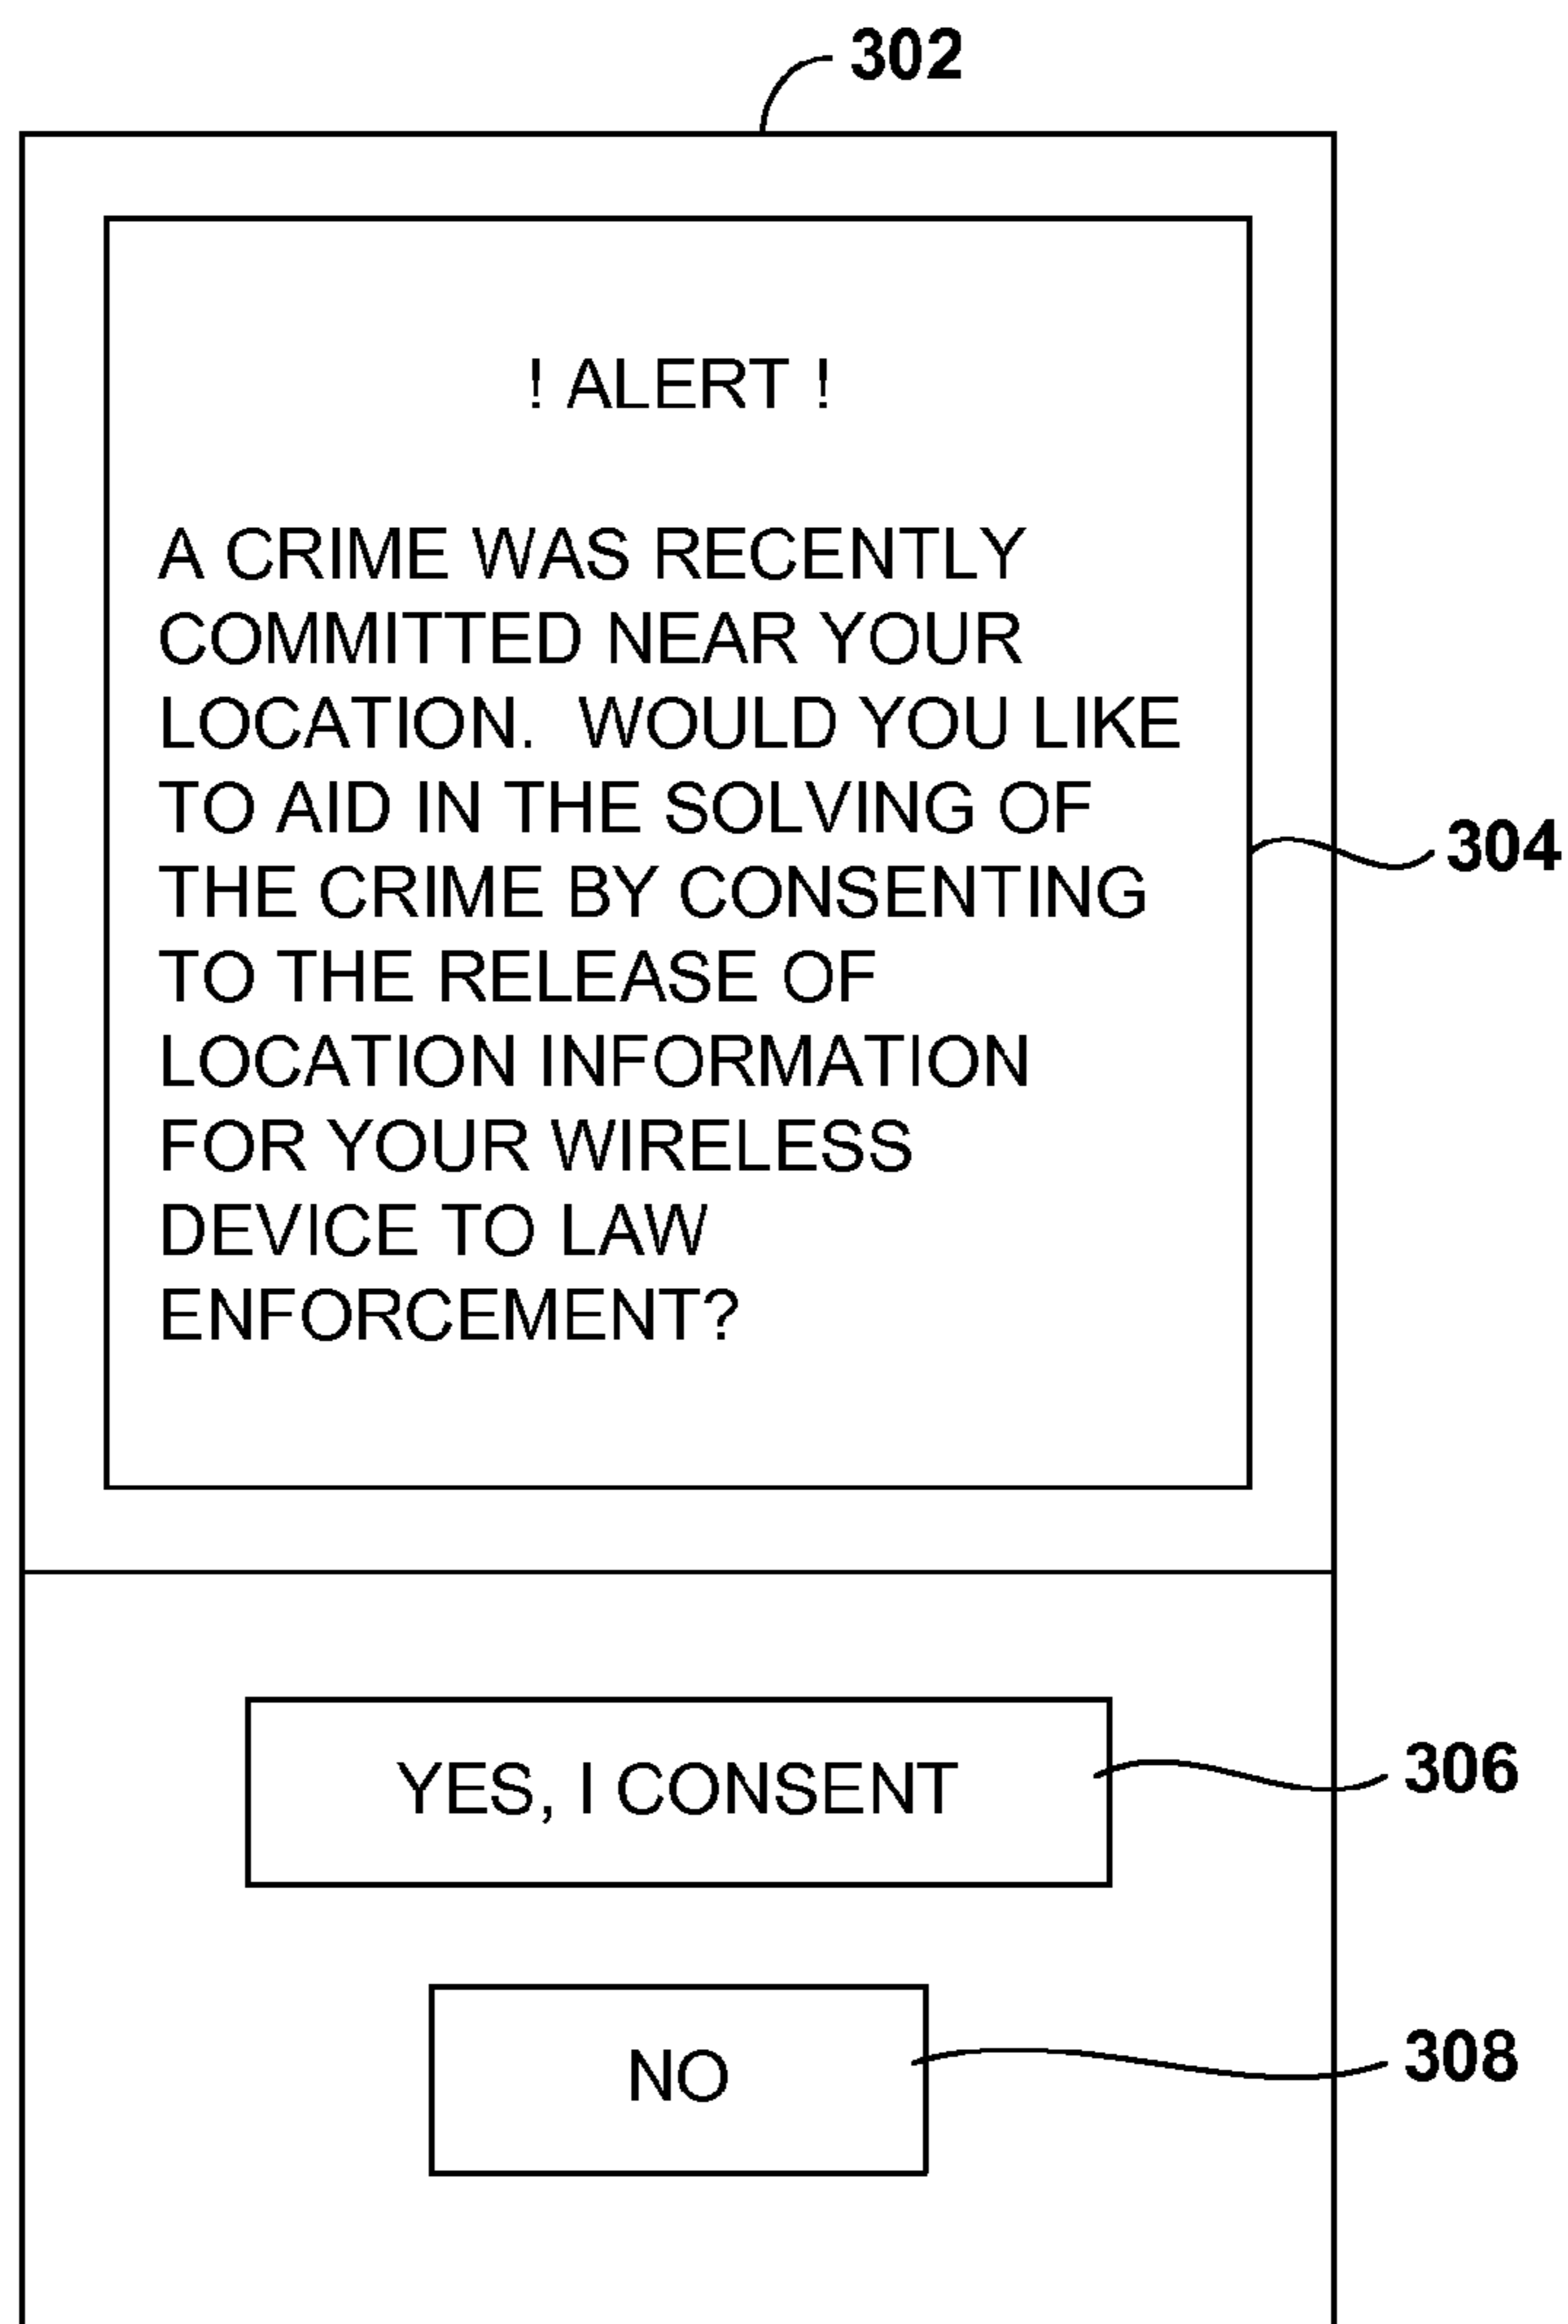 302
! ALERT !
A CRIME WAS RECENTLY
COMMITTED NEAR YOUR
LOCATION.  WOULD YOU LIKE
TO AID IN THE SOLVING OF
THE CRIME BY CONSENTING
TO THE RELEASE OF
LOCATION INFORMATION
FOR YOUR WIRELESS
DEVICE TO LAW
ENFORCEMENT?
304
YES, I CONSENT
306
NO
308